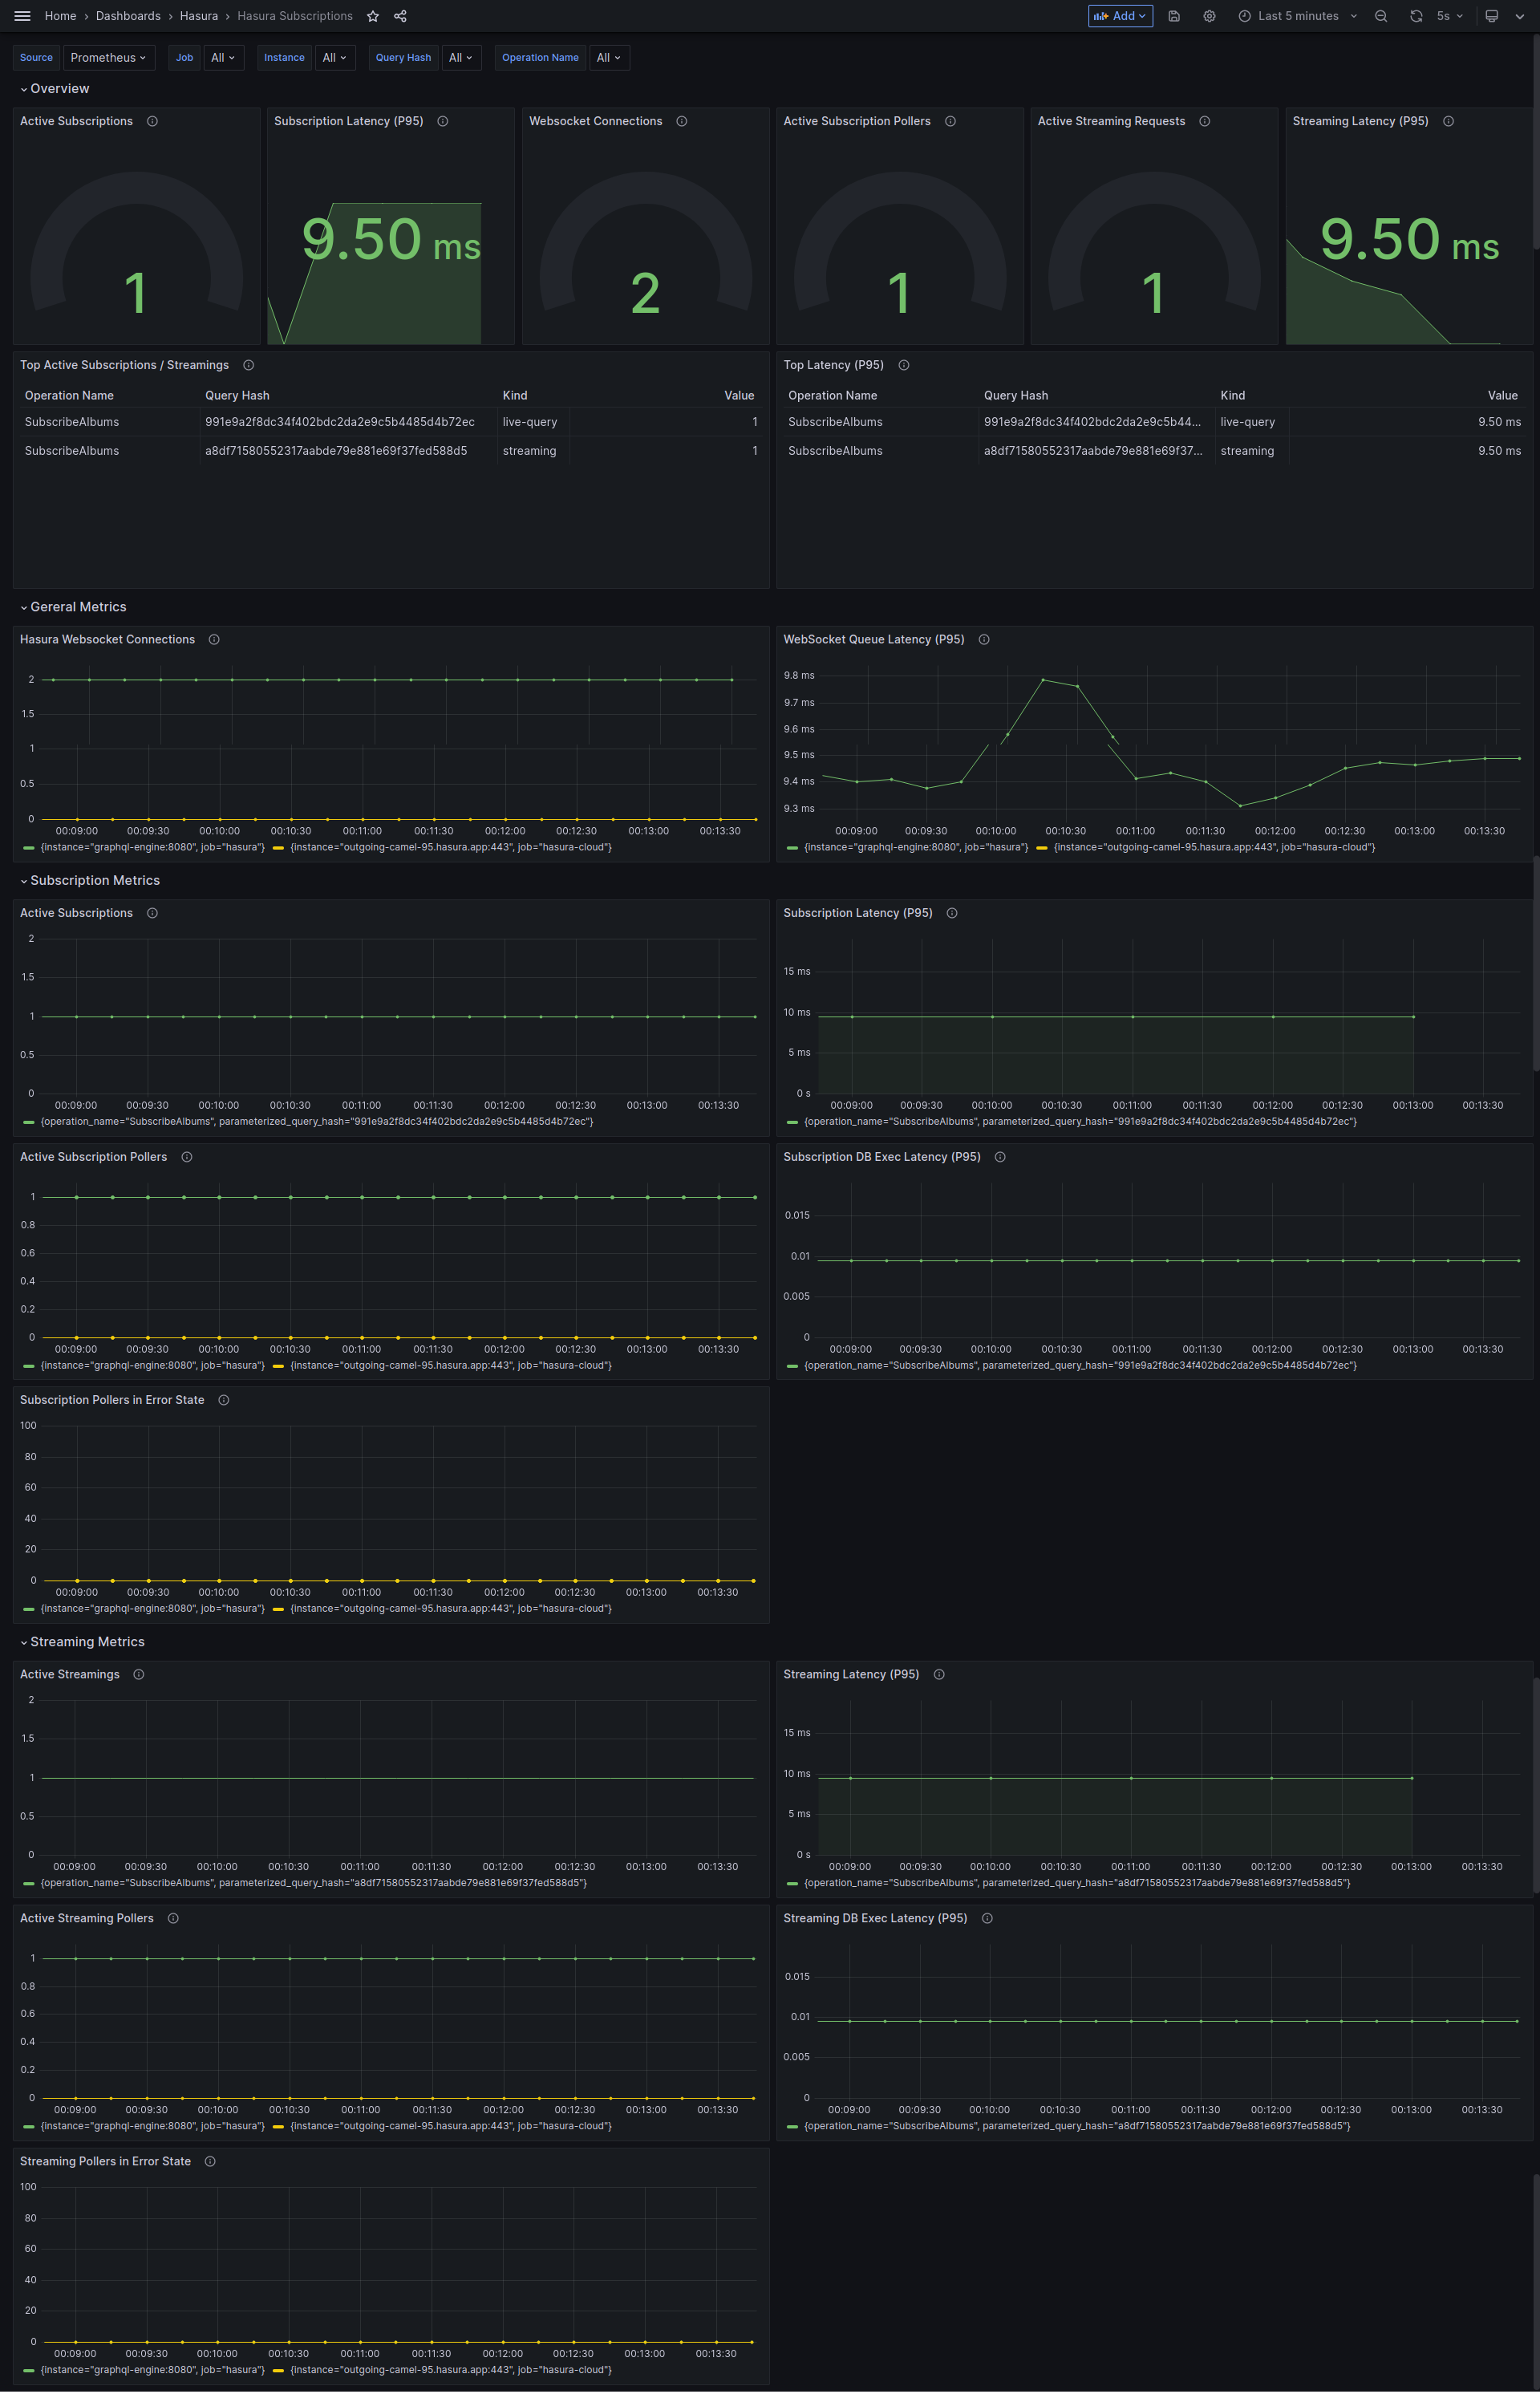 Home › Dashboards › Hasura › Hasura Subscriptions Add Last 5 minutes 5s
Source Prometheus Job All Instance All Query Hash All Operation Name All
Overview
Active Subscriptions Subscription Latency (P95) Websocket Connections Active Subscription Pollers Active Streaming Requests Streaming Latency (P95)
1 9.50 ms 2 1 1 9.50 ms
Top Active Subscriptions / Streamings
Operation Name Query Hash Kind Value
SubscribeAlbums 991e9a2f8dc34f402bdc2da2e9c5b4485d4b72ec live-query 1
SubscribeAlbums a8df71580552317aabde79e881e69f37fed588d5 streaming 1
Top Latency (P95)
Operation Name Query Hash Kind Value
SubscribeAlbums 991e9a2f8dc34f402bdc2da2e9c5b44... live-query 9.50 ms
SubscribeAlbums a8df71580552317aabde79e881e69f37... streaming 9.50 ms
Gereral Metrics
Hasura Websocket Connections
2
1.5
1
0.5
0
00:09:00 00:09:30 00:10:00 00:10:30 00:11:00 00:11:30 00:12:00 00:12:30 00:13:00 00:13:30
{instance="graphql-engine:8080", job="hasura"} {instance="outgoing-camel-95.hasura.app:443", job="hasura-cloud"}
WebSocket Queue Latency (P95)
9.8 ms
9.7 ms
9.6 ms
9.5 ms
9.4 ms
9.3 ms
00:09:00 00:09:30 00:10:00 00:10:30 00:11:00 00:11:30 00:12:00 00:12:30 00:13:00 00:13:30
{instance="graphql-engine:8080", job="hasura"} {instance="outgoing-camel-95.hasura.app:443", job="hasura-cloud"}
Subscription Metrics
Active Subscriptions
2
1.5
1
0.5
0
00:09:00 00:09:30 00:10:00 00:10:30 00:11:00 00:11:30 00:12:00 00:12:30 00:13:00 00:13:30
{operation_name="SubscribeAlbums", parameterized_query_hash="991e9a2f8dc34f402bdc2da2e9c5b4485d4b72ec"}
Subscription Latency (P95)
15 ms
10 ms
5 ms
0 s
00:09:00 00:09:30 00:10:00 00:10:30 00:11:00 00:11:30 00:12:00 00:12:30 00:13:00 00:13:30
{operation_name="SubscribeAlbums", parameterized_query_hash="991e9a2f8dc34f402bdc2da2e9c5b4485d4b72ec"}
Active Subscription Pollers
1
0.8
0.6
0.4
0.2
0
00:09:00 00:09:30 00:10:00 00:10:30 00:11:00 00:11:30 00:12:00 00:12:30 00:13:00 00:13:30
{instance="graphql-engine:8080", job="hasura"} {instance="outgoing-camel-95.hasura.app:443", job="hasura-cloud"}
Subscription DB Exec Latency (P95)
0.015
0.01
0.005
0
00:09:00 00:09:30 00:10:00 00:10:30 00:11:00 00:11:30 00:12:00 00:12:30 00:13:00 00:13:30
{operation_name="SubscribeAlbums", parameterized_query_hash="991e9a2f8dc34f402bdc2da2e9c5b4485d4b72ec"}
Subscription Pollers in Error State
100
80
60
40
20
0
00:09:00 00:09:30 00:10:00 00:10:30 00:11:00 00:11:30 00:12:00 00:12:30 00:13:00 00:13:30
{instance="graphql-engine:8080", job="hasura"} {instance="outgoing-camel-95.hasura.app:443", job="hasura-cloud"}
Streaming Metrics
Active Streamings
2
1.5
1
0.5
0
00:09:00 00:09:30 00:10:00 00:10:30 00:11:00 00:11:30 00:12:00 00:12:30 00:13:00 00:13:30
{operation_name="SubscribeAlbums", parameterized_query_hash="a8df71580552317aabde79e881e69f37fed588d5"}
Streaming Latency (P95)
15 ms
10 ms
5 ms
0 s
00:09:00 00:09:30 00:10:00 00:10:30 00:11:00 00:11:30 00:12:00 00:12:30 00:13:00 00:13:30
{operation_name="SubscribeAlbums", parameterized_query_hash="a8df71580552317aabde79e881e69f37fed588d5"}
Active Streaming Pollers
1
0.8
0.6
0.4
0.2
0
00:09:00 00:09:30 00:10:00 00:10:30 00:11:00 00:11:30 00:12:00 00:12:30 00:13:00 00:13:30
{instance="graphql-engine:8080", job="hasura"} {instance="outgoing-camel-95.hasura.app:443", job="hasura-cloud"}
Streaming DB Exec Latency (P95)
0.015
0.01
0.005
0
00:09:00 00:09:30 00:10:00 00:10:30 00:11:00 00:11:30 00:12:00 00:12:30 00:13:00 00:13:30
{operation_name="SubscribeAlbums", parameterized_query_hash="a8df71580552317aabde79e881e69f37fed588d5"}
Streaming Pollers in Error State
100
80
60
40
20
0
00:09:00 00:09:30 00:10:00 00:10:30 00:11:00 00:11:30 00:12:00 00:12:30 00:13:00 00:13:30
{instance="graphql-engine:8080", job="hasura"} {instance="outgoing-camel-95.hasura.app:443", job="hasura-cloud"}